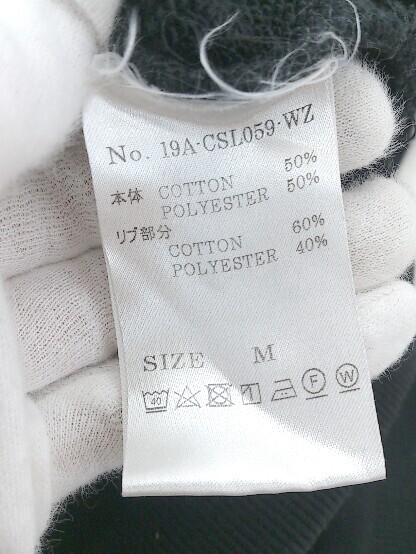 No. 19A-CSL059-WZ
本体 COTTON 50%
POLYESTER 50%
リブ部分
COTTON 60%
POLYESTER 40%
SIZE M
40 F W